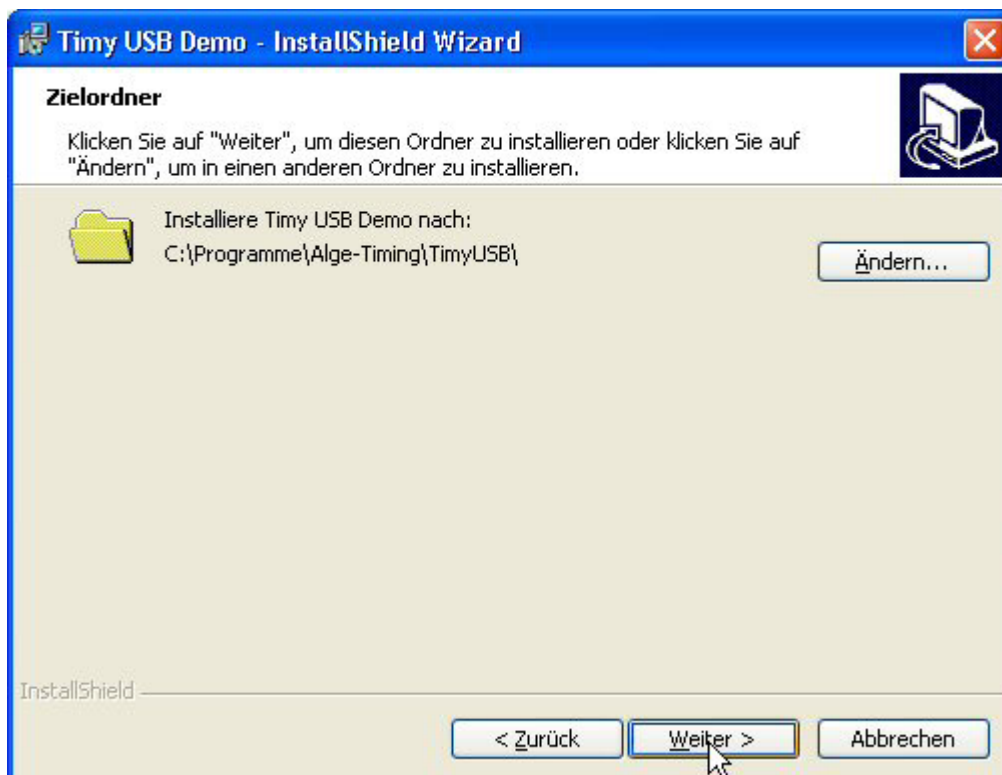 Timy USB Demo - InstallShield Wizard
Zielordner
Klicken Sie auf "Weiter", um diesen Ordner zu installieren oder klicken Sie auf
"Ändern", um in einen anderen Ordner zu installieren.
Installiere Timy USB Demo nach:
C:\Programme\Alge-Timing\TimyUSB\
Ändern...
InstallShield
< Zurück
Weiter >
Abbrechen